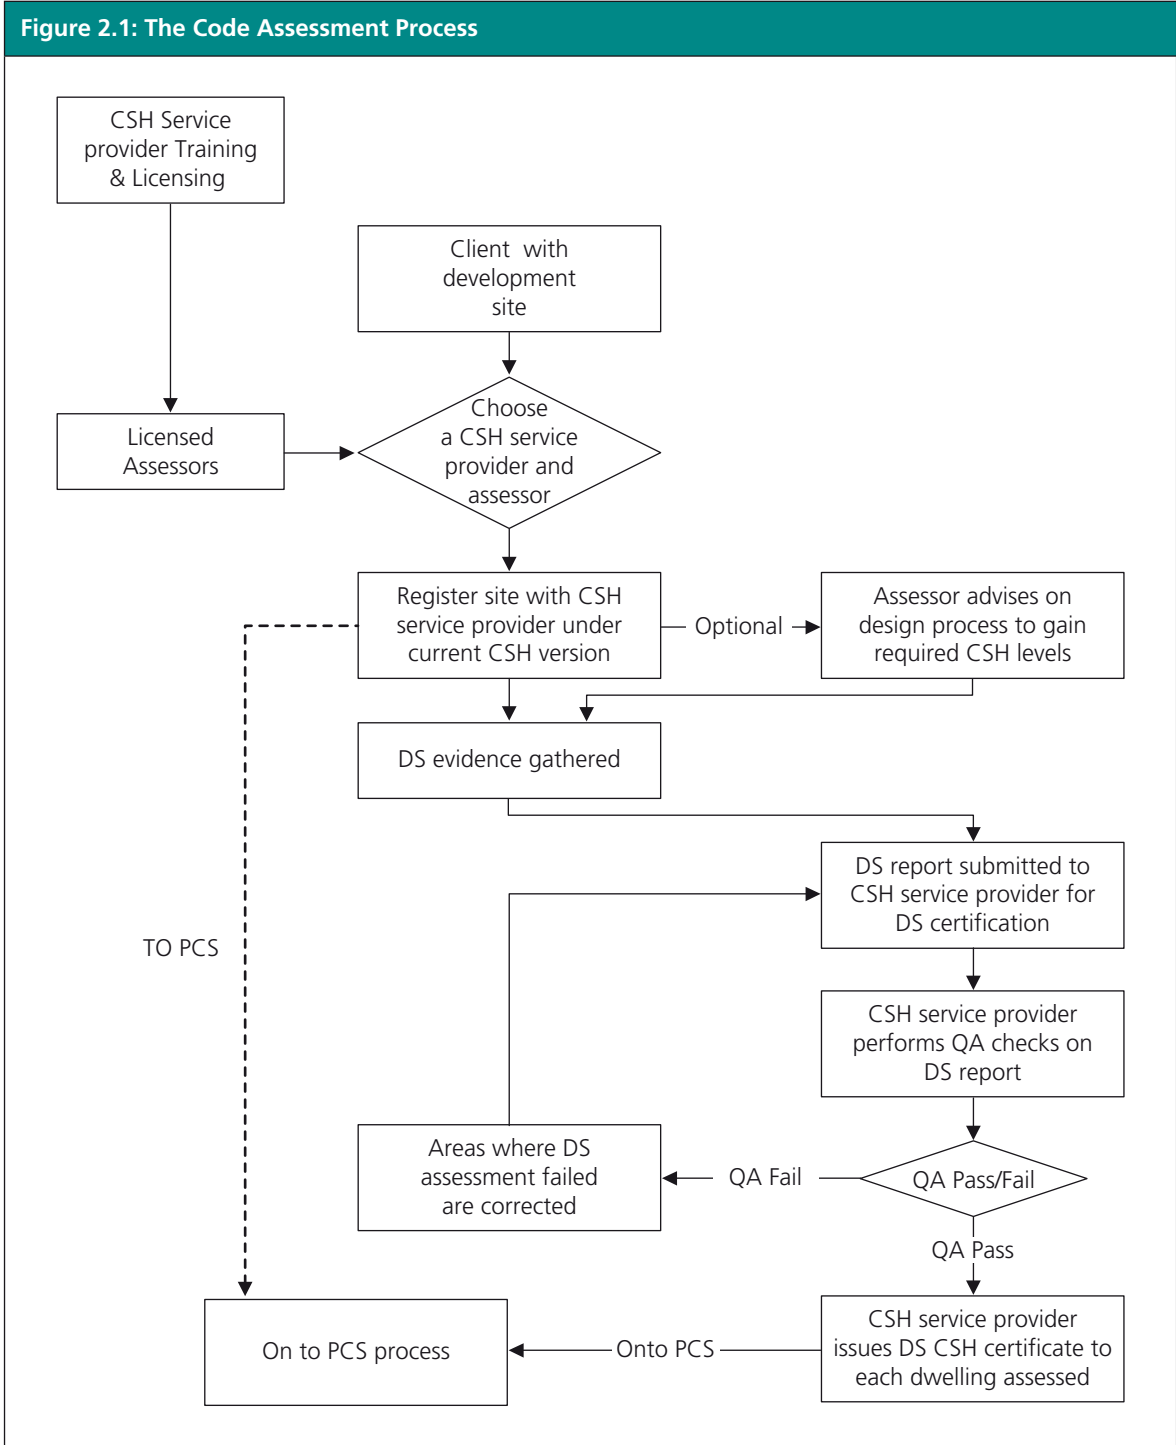 Figure 2.1: The Code Assessment Process
CSH Service
provider Training
& Licensing
Client with
development
site
Choose
a CSH service
provider and
assessor
Licensed
Assessors
Register site with CSH
service provider under
current CSH version
Optional
Assessor advises on
design process to gain
required CSH levels
DS evidence gathered
DS report submitted to
CSH service provider for
DS certification
TO PCS
CSH service provider
performs QA checks on
DS report
Areas where DS
assessment failed
are corrected
QA Fail
QA Pass/Fail
QA Pass
CSH service provider
issues DS CSH certificate to
each dwelling assessed
Onto PCS
On to PCS process